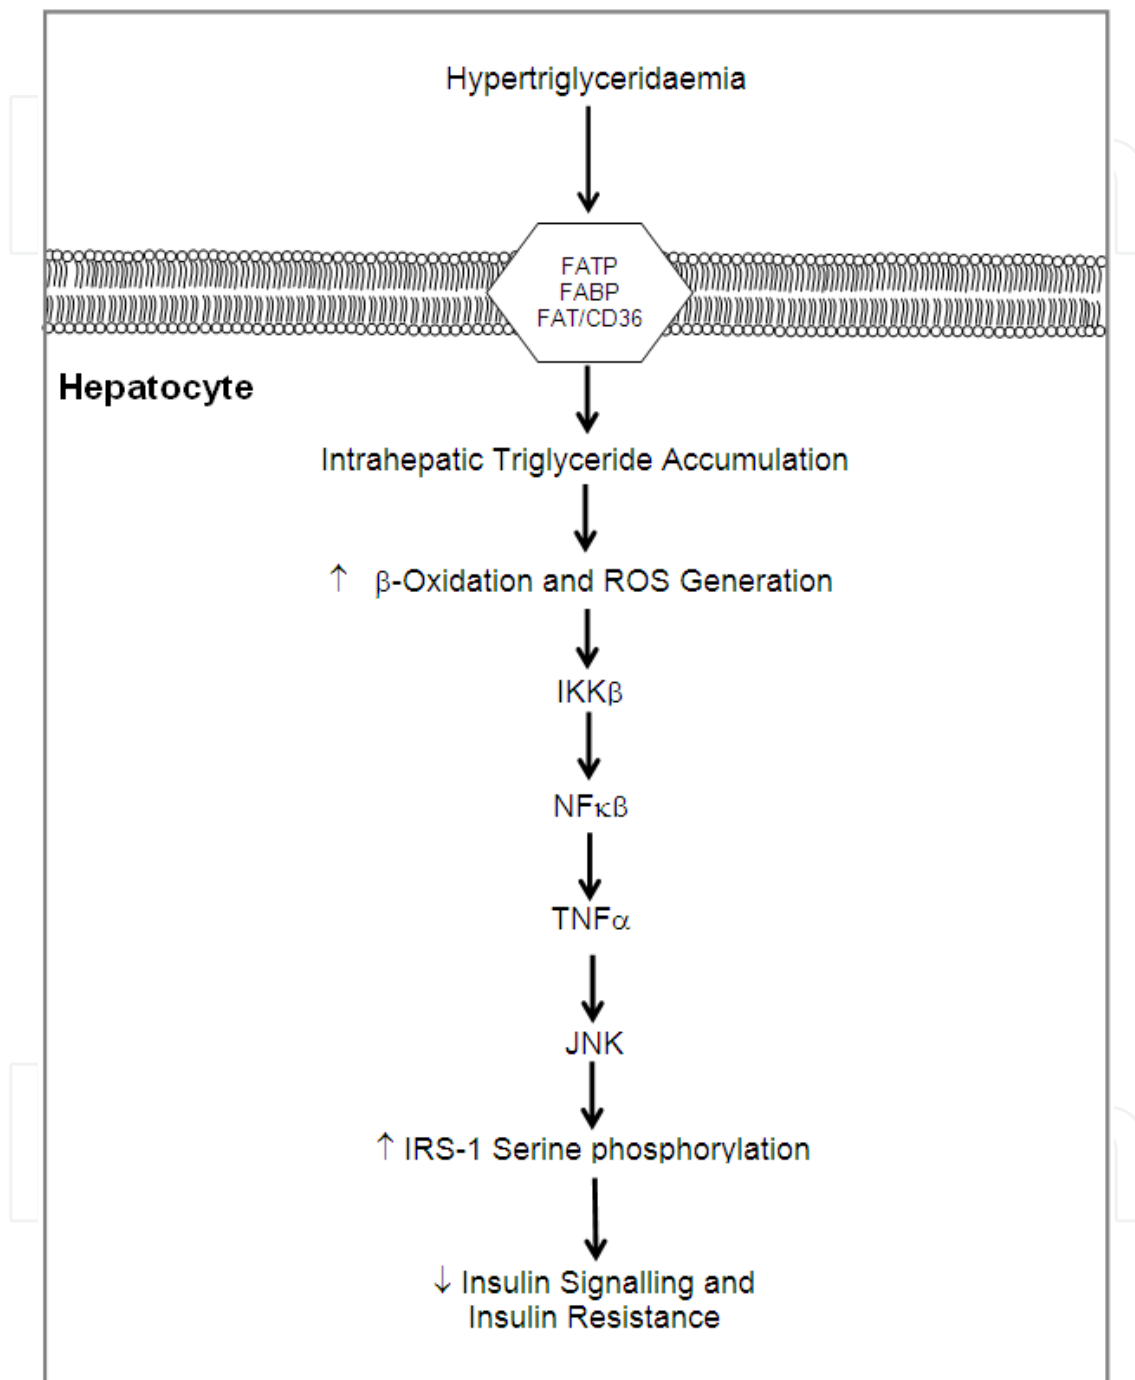 Hypertriglyceridaemia
FATP
FABP
FAT/CD36
Hepatocyte
Intrahepatic Triglyceride Accumulation
↑ β-Oxidation and ROS Generation
IKKβ
NFκß
TNFα
JNK
↑ IRS-1 Serine phosphorylation
↓ Insulin Signalling and
Insulin Resistance